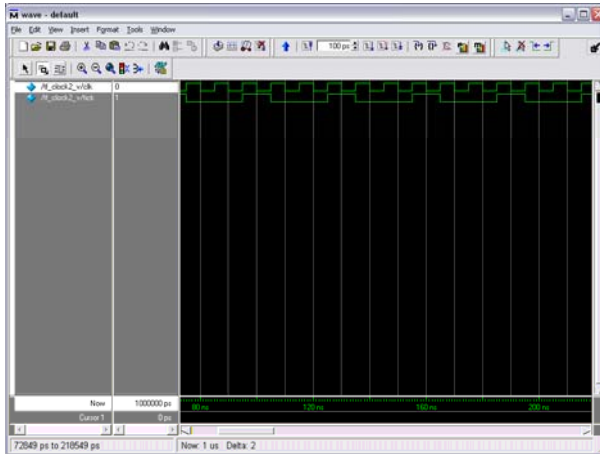 wave - default
File Edit View Insert Format Tools Window
100 ps
/tf_clock2_v/clk 0
1
Now 1000000 ps
Cursor 1 0 ps
80 ns 120 ns 160 ns 200 ns
72849 ps to 218549 ps Now: 1 us Delta: 2